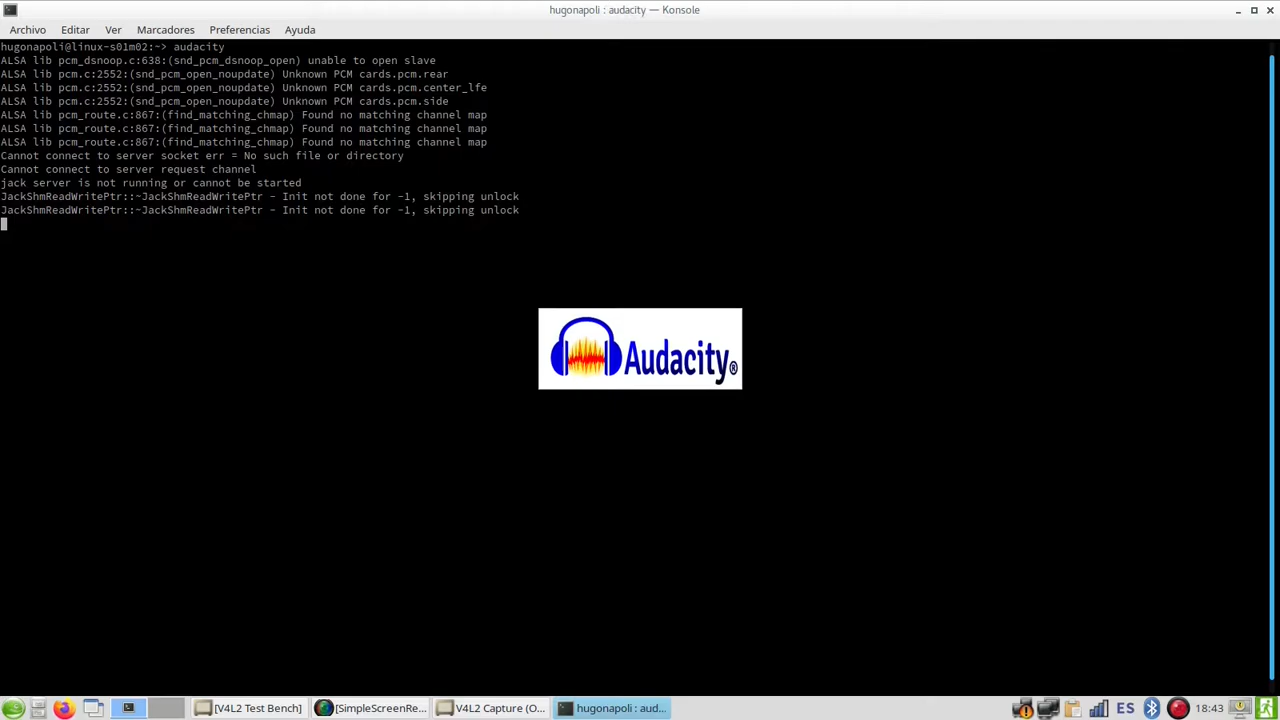 hugonapoli : audacity — Konsole
Archivo Editar Ver Marcadores Preferencias Ayuda
hugonapoli@linux-s01m02:~> audacity
ALSA lib pcm_dsnoop.c:638:(snd_pcm_dsnoop_open) unable to open slave
ALSA lib pcm.c:2552:(snd_pcm_open_noupdate) Unknown PCM cards.pcm.rear
ALSA lib pcm.c:2552:(snd_pcm_open_noupdate) Unknown PCM cards.pcm.center_lfe
ALSA lib pcm.c:2552:(snd_pcm_open_noupdate) Unknown PCM cards.pcm.side
ALSA lib pcm_route.c:867:(find_matching_chmap) Found no matching channel map
ALSA lib pcm_route.c:867:(find_matching_chmap) Found no matching channel map
ALSA lib pcm_route.c:867:(find_matching_chmap) Found no matching channel map
Cannot connect to server socket err = No such file or directory
Cannot connect to server request channel
jack server is not running or cannot be started
JackShmReadWritePtr::~JackShmReadWritePtr - Init not done for -1, skipping unlock
JackShmReadWritePtr::~JackShmReadWritePtr - Init not done for -1, skipping unlock
Audacity®
[V4L2 Test Bench] [SimpleScreenRe... V4L2 Capture (O... hugonapoli : aud... ES 18:43